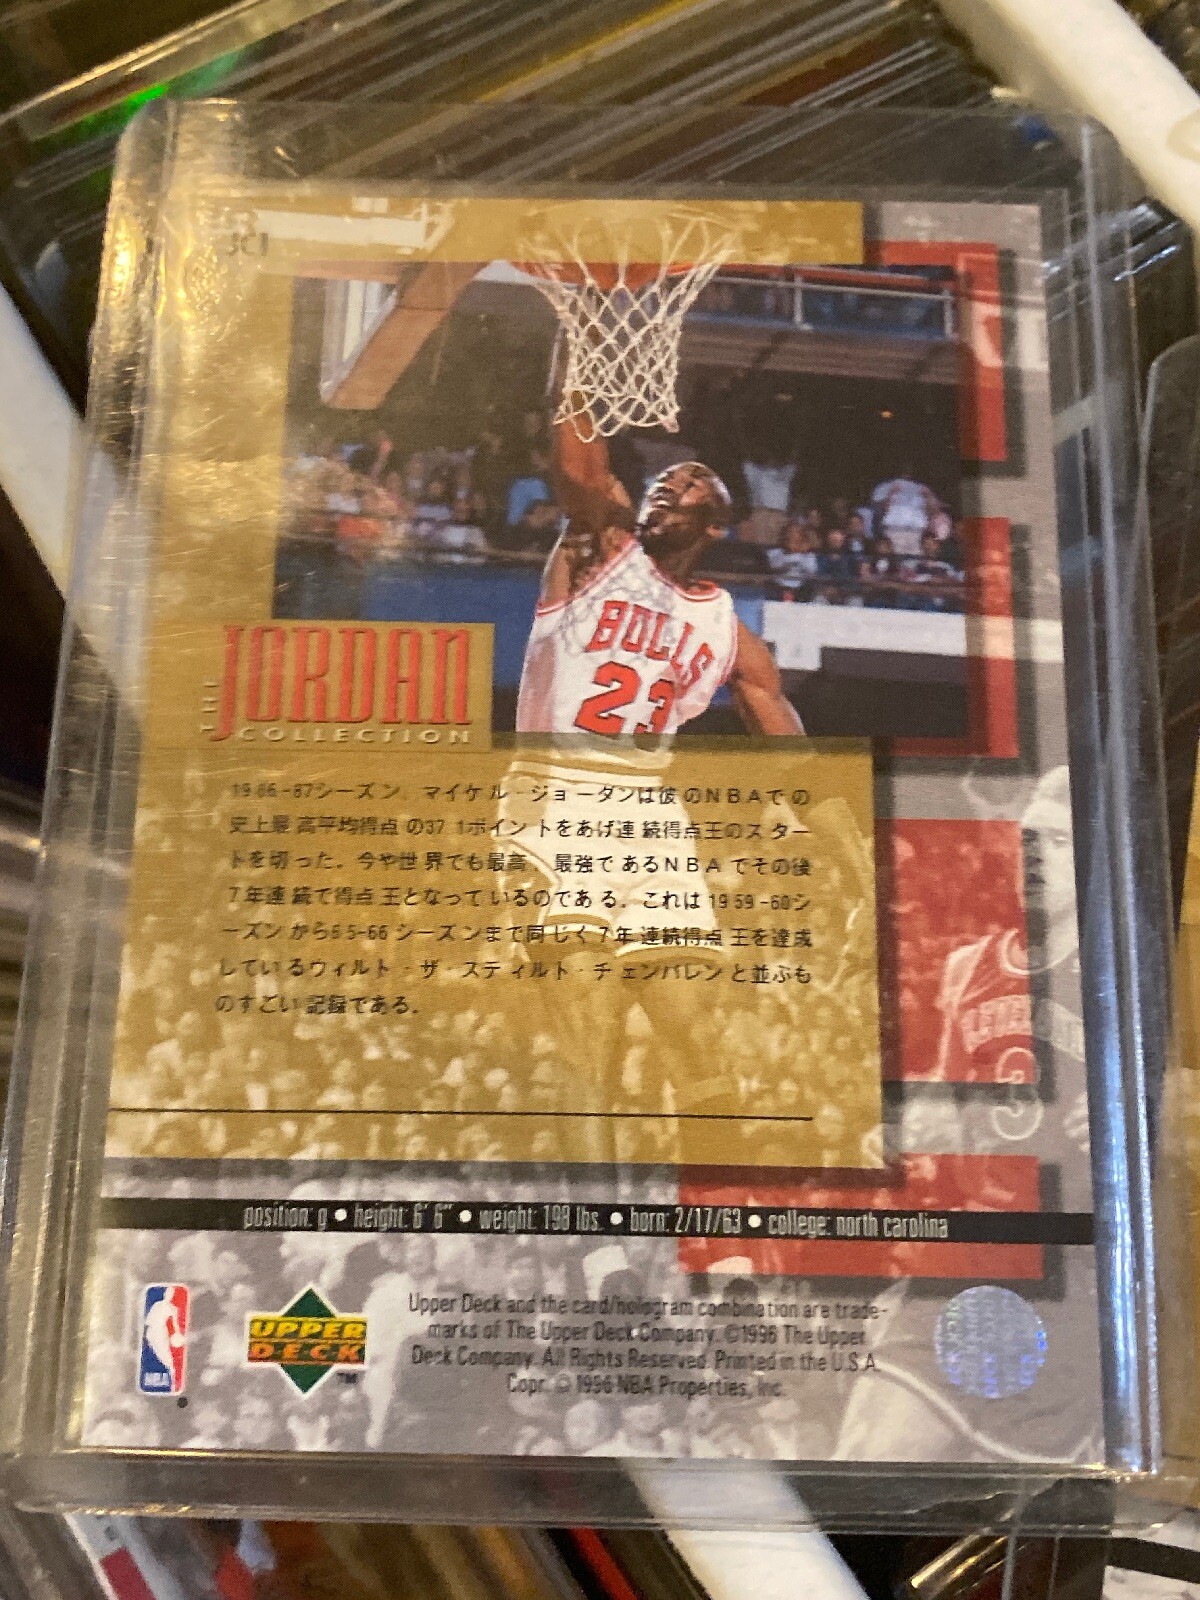 JC1
BULLS
23
THE
JORDAN
COLLECTION
1986-87シーズン、マイケル・ジョーダンは彼のNBAでの
史上最高平均得点の37.1ポイントをあげ連続得点王のスター
トを切った。今や世界でも最高、最強であるNBAでその後
7年連続で得点王となっているのである。これは1959-60シ
ーズンから65-66シーズンまで同じく7年連続得点王を達成
しているウィルト・ザ・スティルト・チェンバレンと並ぶも
のすごい記録である。
3
position: g • height: 6' 6" • weight: 198 lbs. • born: 2/17/63 • college: north carolina
NBA
UPPER
DECK
TM
Upper Deck and the card/hologram combination are trade-
marks of The Upper Deck Company. ©1996 The Upper
Deck Company. All Rights Reserved. Printed in the U.S.A.
Copr. © 1996 NBA Properties, Inc.